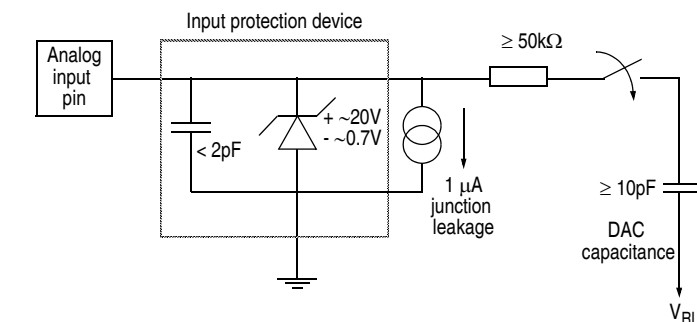 Input protection device
Analog
input
pin
< 2pF
+ ~20V
- ~0.7V
1 µA
junction
leakage
≥ 50kΩ
≥ 10pF
DAC
capacitance